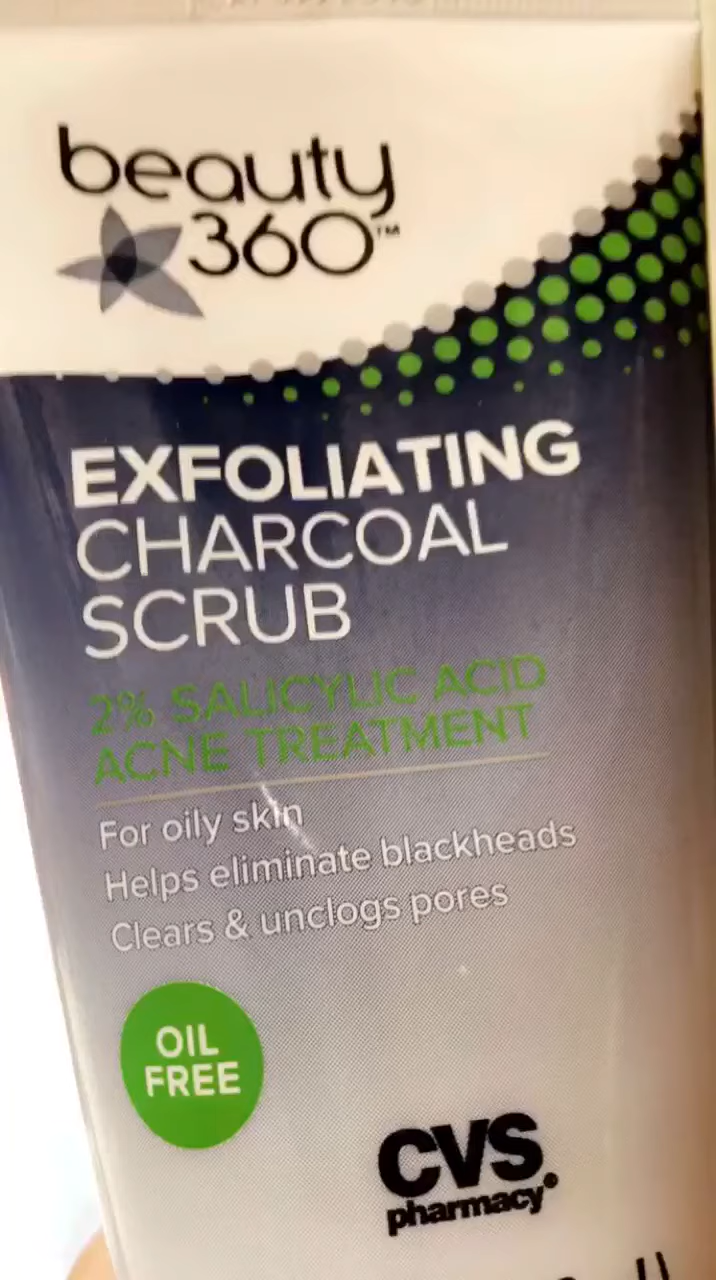 beauty
360™
EXFOLIATING
CHARCOAL
SCRUB
2% SALICYLIC ACID
ACNE TREATMENT
For oily skin
Helps eliminate blackheads
Clears & unclogs pores
OIL
FREE
CVS
pharmacy®